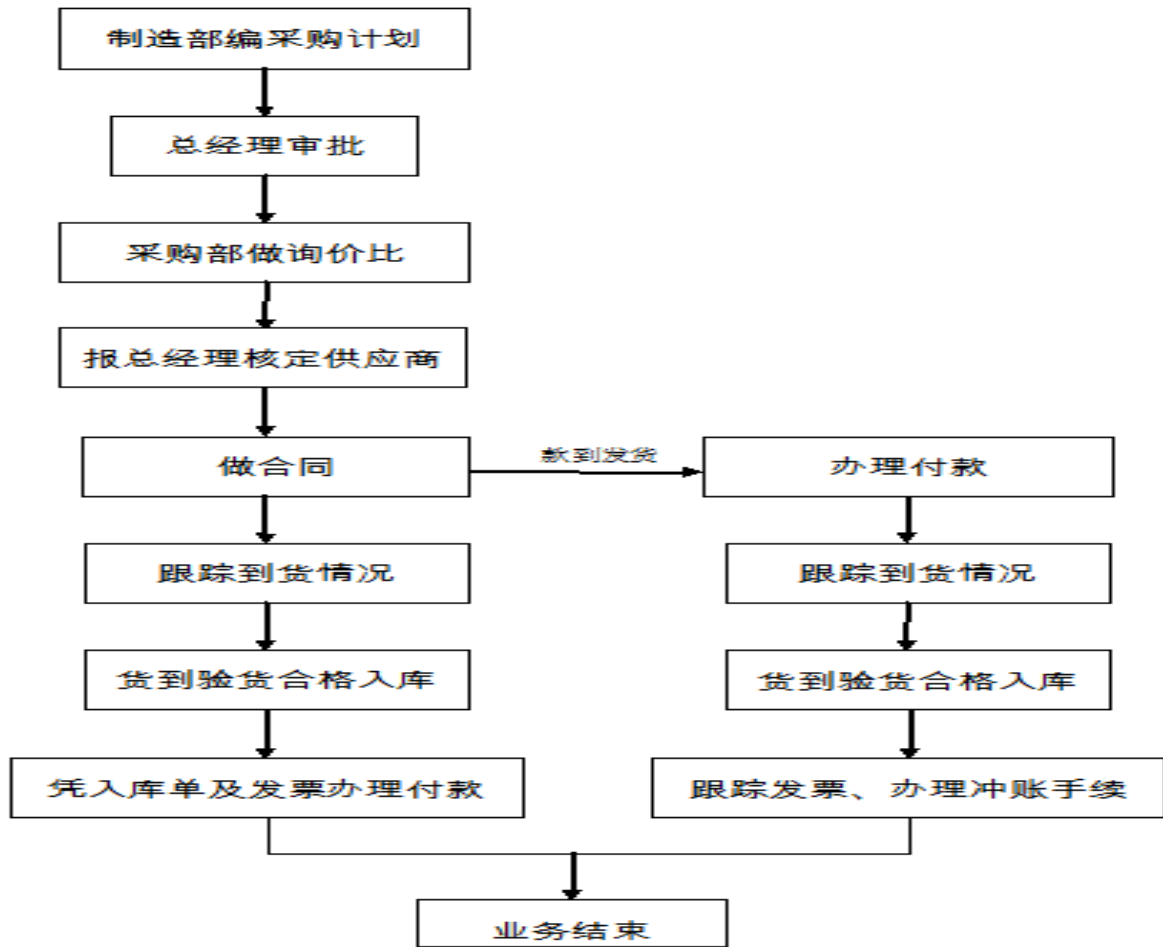 制造部编采购计划
总经理审批
采购部做询价比
报总经理核定供应商
做合同
款到发货
办理付款
跟踪到货情况
跟踪到货情况
货到验货合格入库
货到验货合格入库
凭入库单及发票办理付款
跟踪发票、办理冲账手续
业务结束